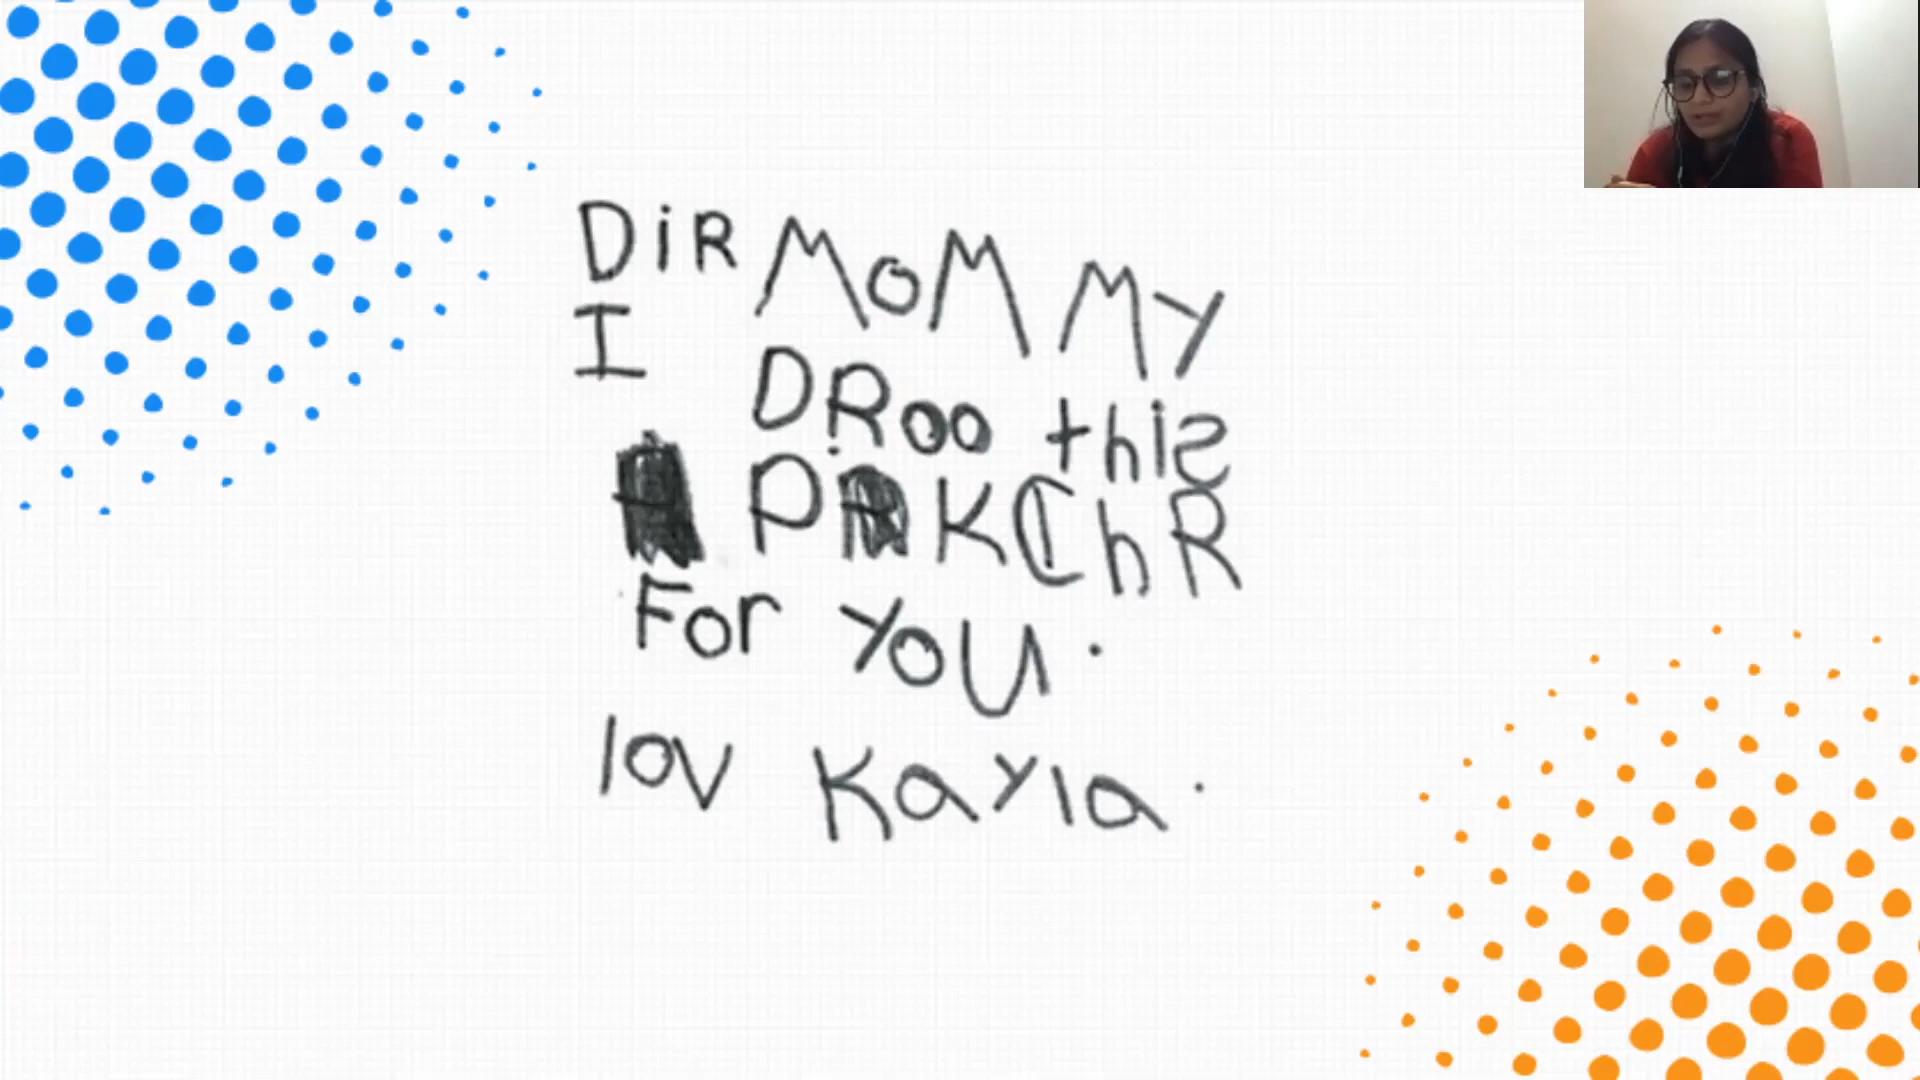 DiR MOMMY
I DRoo this
PKChR
For YOU.
lov Kayla.